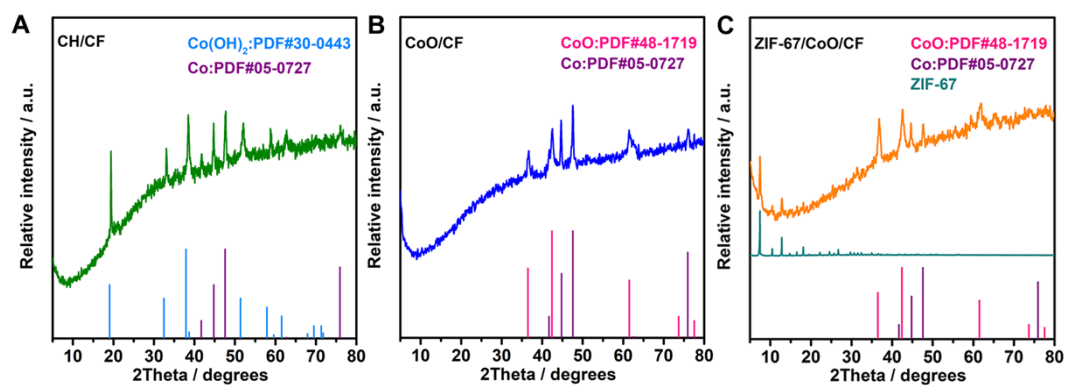 A
CH/CF
Co(OH)₂:PDF#30-0443
Co:PDF#05-0727
Relative intensity / a.u.
10 20 30 40 50 60 70 80
2Theta / degrees
B
CoO/CF
CoO:PDF#48-1719
Co:PDF#05-0727
Relative intensity / a.u.
10 20 30 40 50 60 70 80
2Theta / degrees
C
ZIF-67/CoO/CF
CoO:PDF#48-1719
Co:PDF#05-0727
ZIF-67
Relative intensity / a.u.
10 20 30 40 50 60 70 80
2Theta / degrees